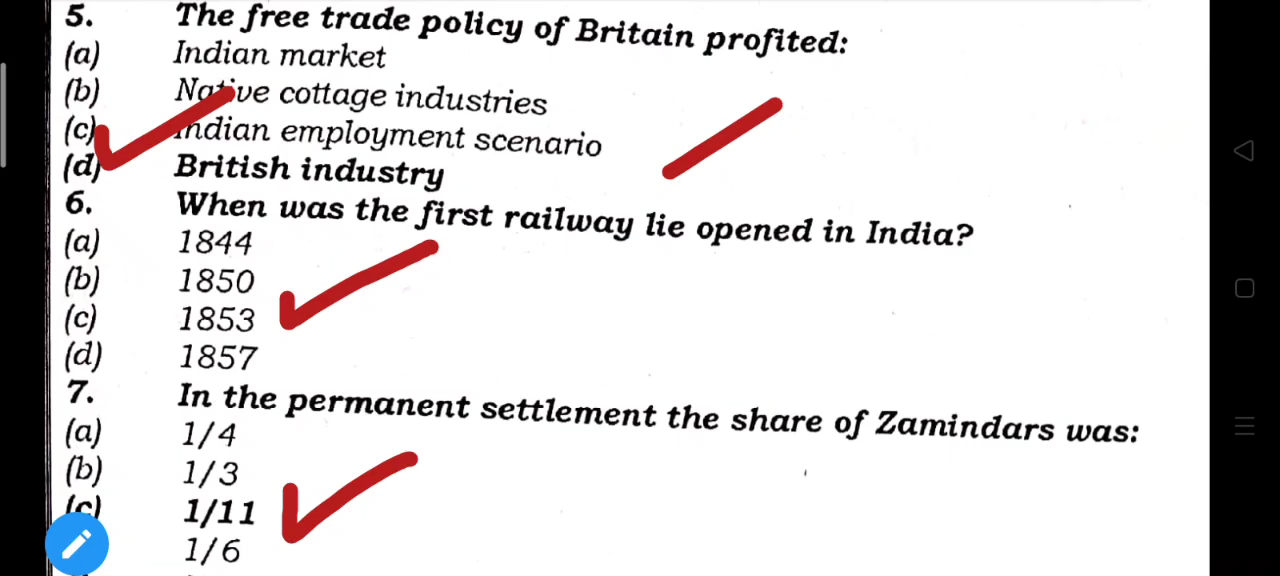 5. The free trade policy of Britain profited:
(a) Indian market
(b) Native cottage industries
(c) Indian employment scenario
(d) British industry
6. When was the first railway lie opened in India?
(a) 1844
(b) 1850
(c) 1853
(d) 1857
7. In the permanent settlement the share of Zamindars was:
(a) 1/4
(b) 1/3
(c) 1/11
1/6